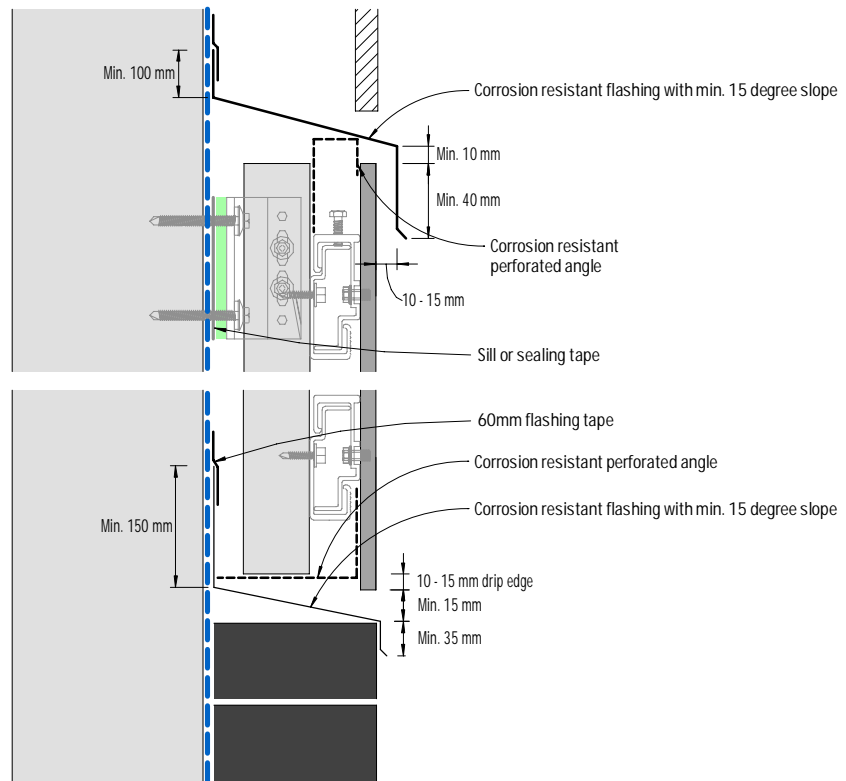 Min. 100 mm
Corrosion resistant flashing with min. 15 degree slope
Min. 10 mm
Min. 40 mm
Corrosion resistant
perforated angle
10 - 15 mm
Sill or sealing tape
60mm flashing tape
Corrosion resistant perforated angle
Corrosion resistant flashing with min. 15 degree slope
Min. 150 mm
10 - 15 mm drip edge
Min. 15 mm
Min. 35 mm